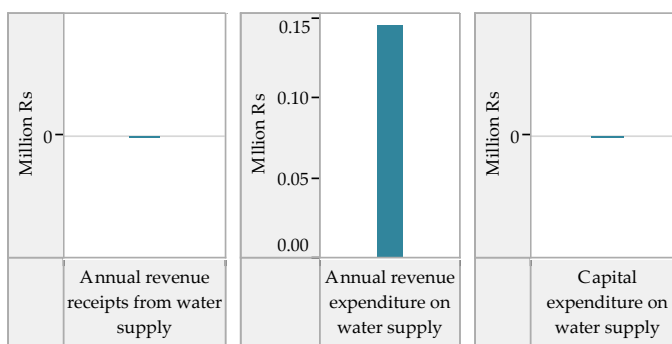 Million Rs
0
Annual revenue
receipts from water
supply
Million Rs
0.15
0.10
0.05
0.00
Annual revenue
expenditure on
water supply
Million Rs
0
Capital
expenditure on
water supply